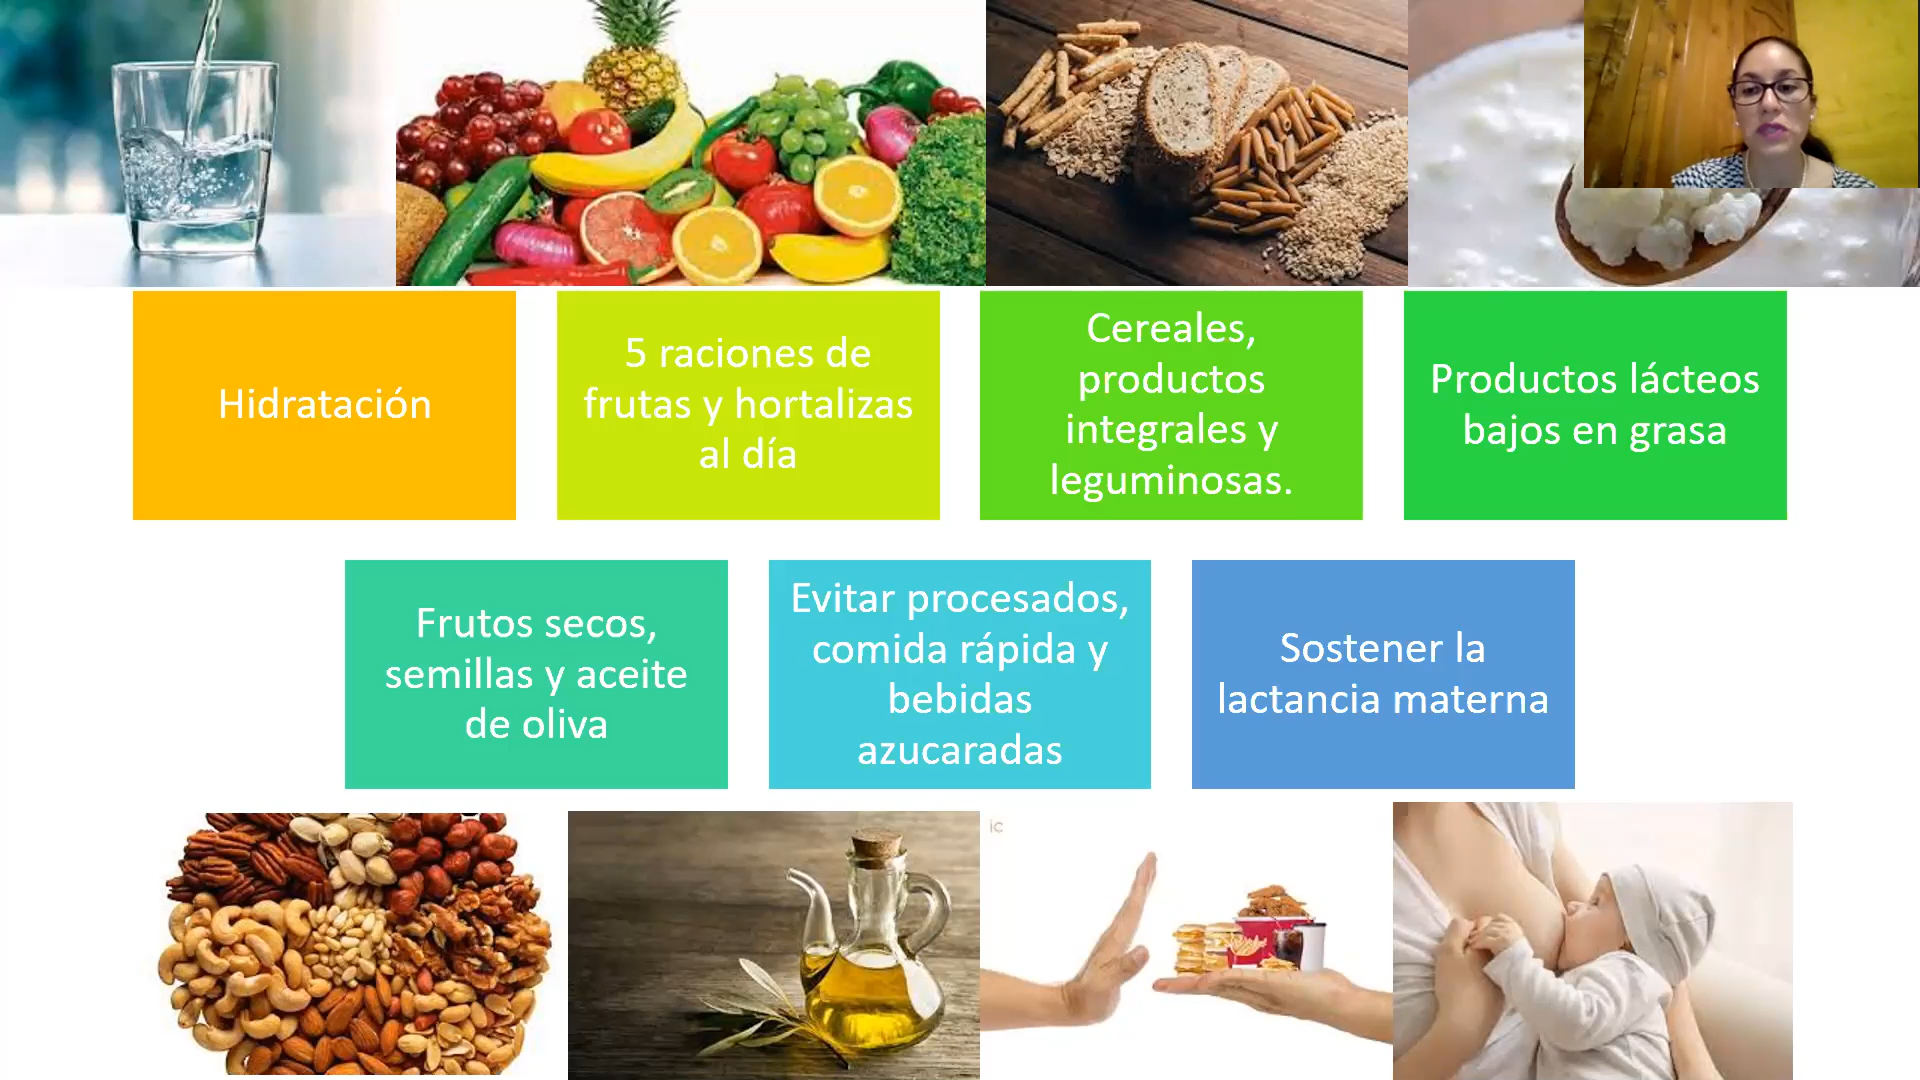 Hidratación
5 raciones de
frutas y hortalizas
al día
Cereales,
productos
integrales y
leguminosas.
Productos lácteos
bajos en grasa
Frutos secos,
semillas y aceite
de oliva
Evitar procesados,
comida rápida y
bebidas
azucaradas
Sostener la
lactancia materna
ic